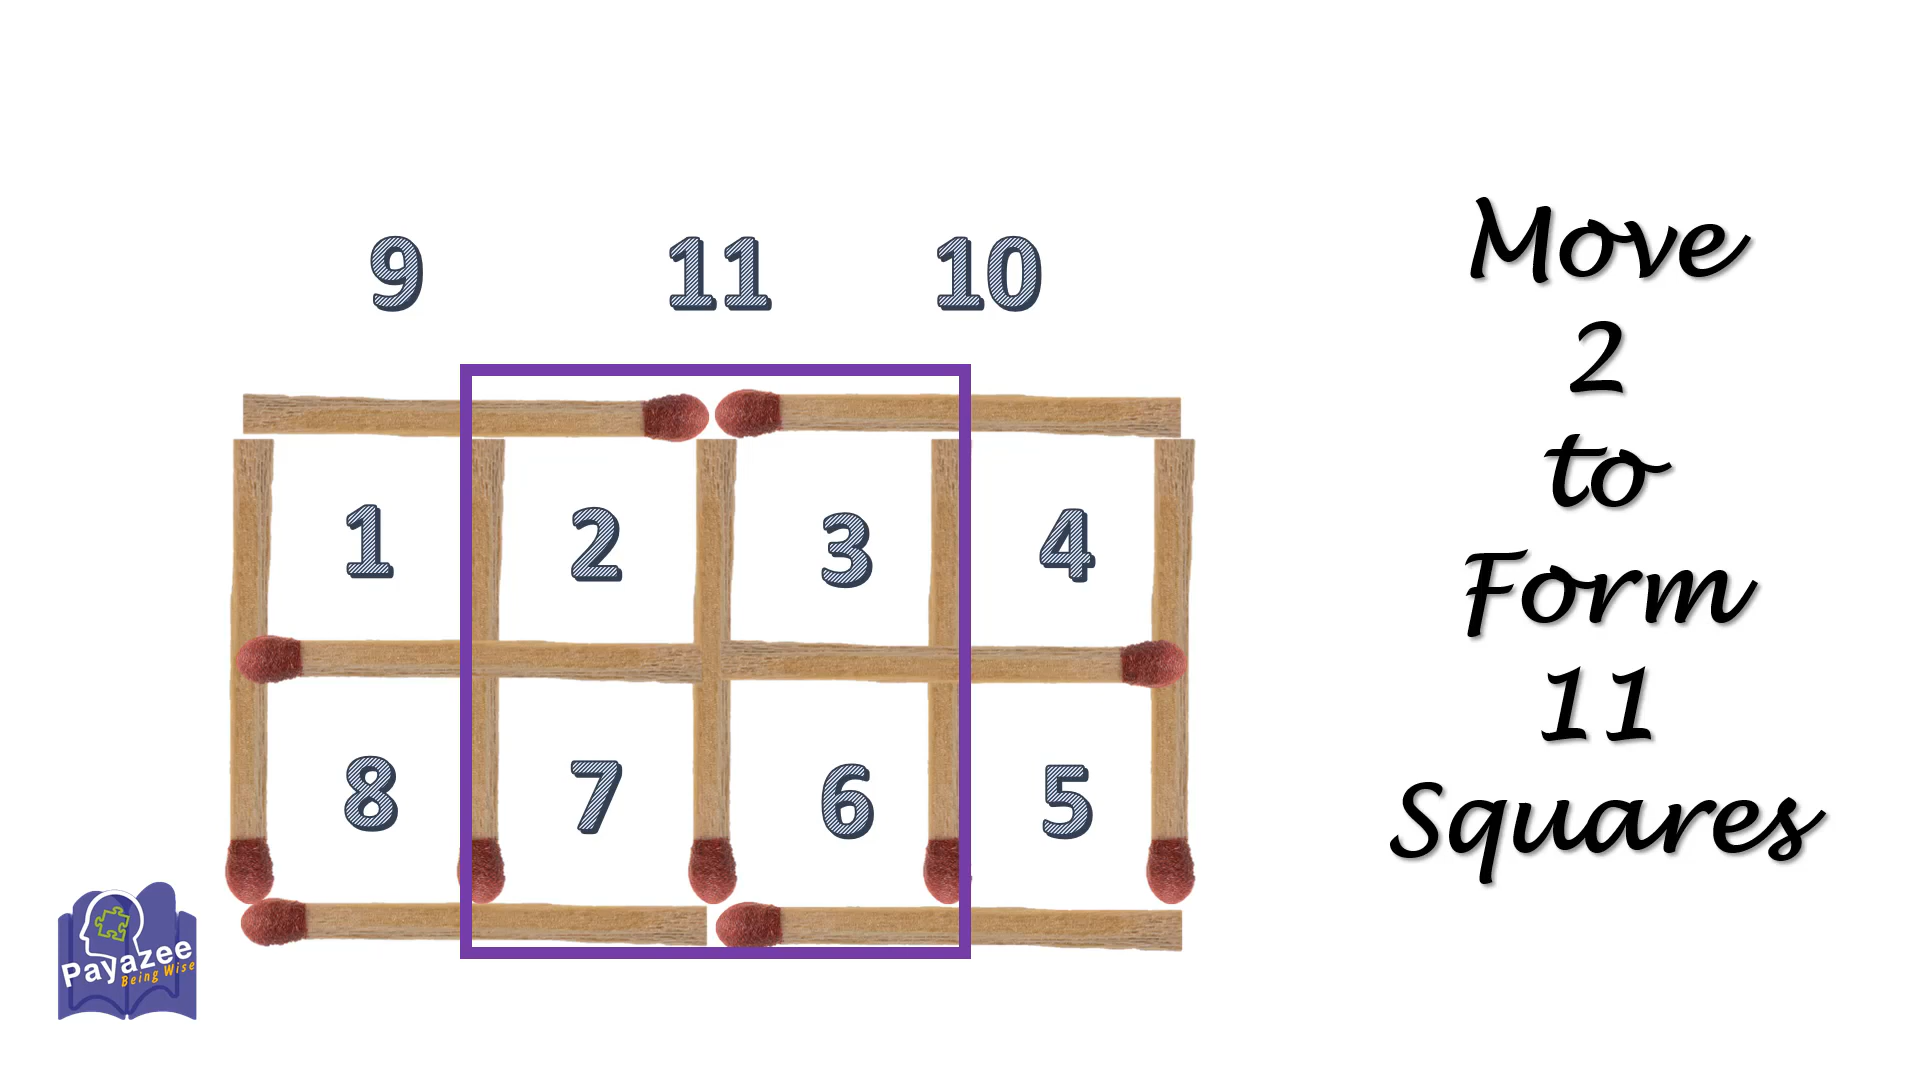 9 11 10
1 2 3 4
8 7 6 5
Move
2
to
Form
11
Squares
Payazee
Being Wise